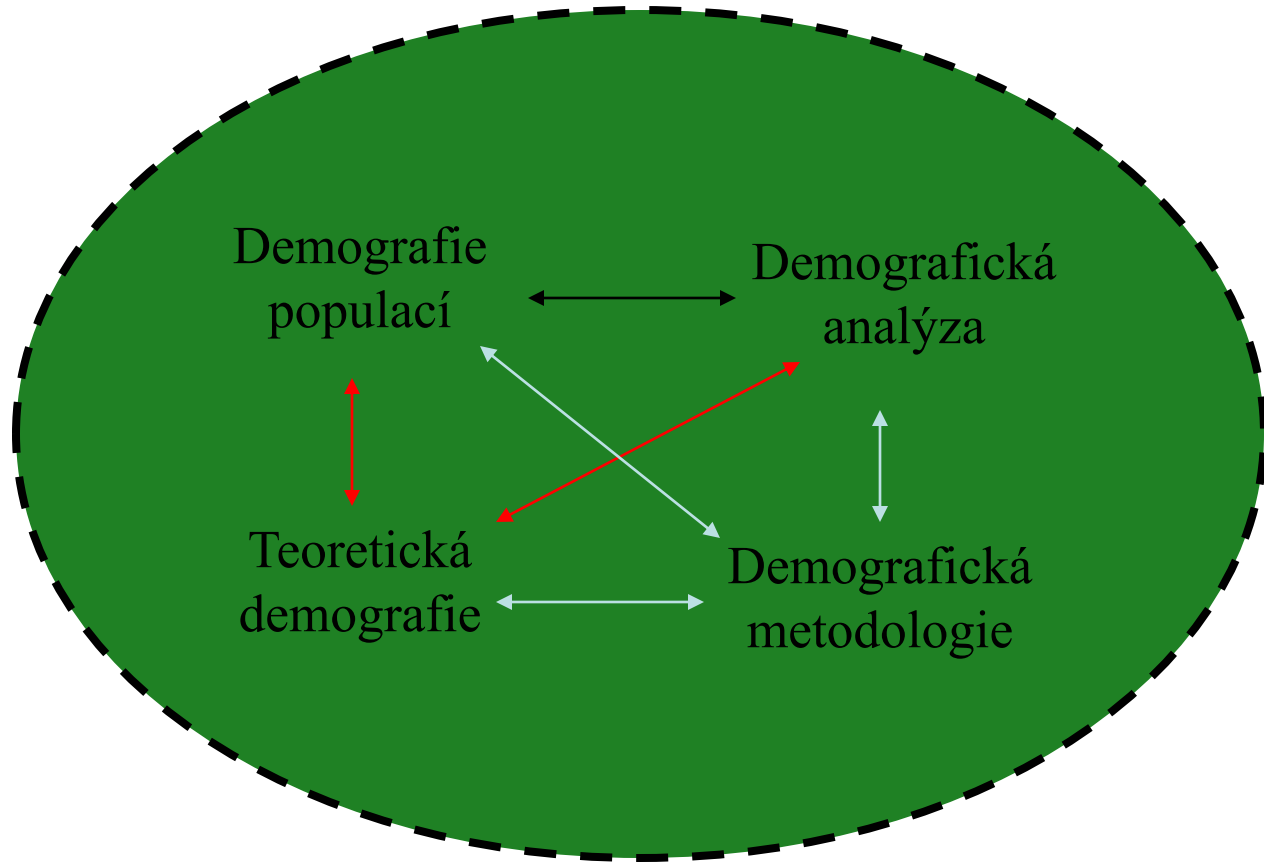 Demografie
populací
Demografická
analýza
Teoretická
demografie
Demografická
metodologie